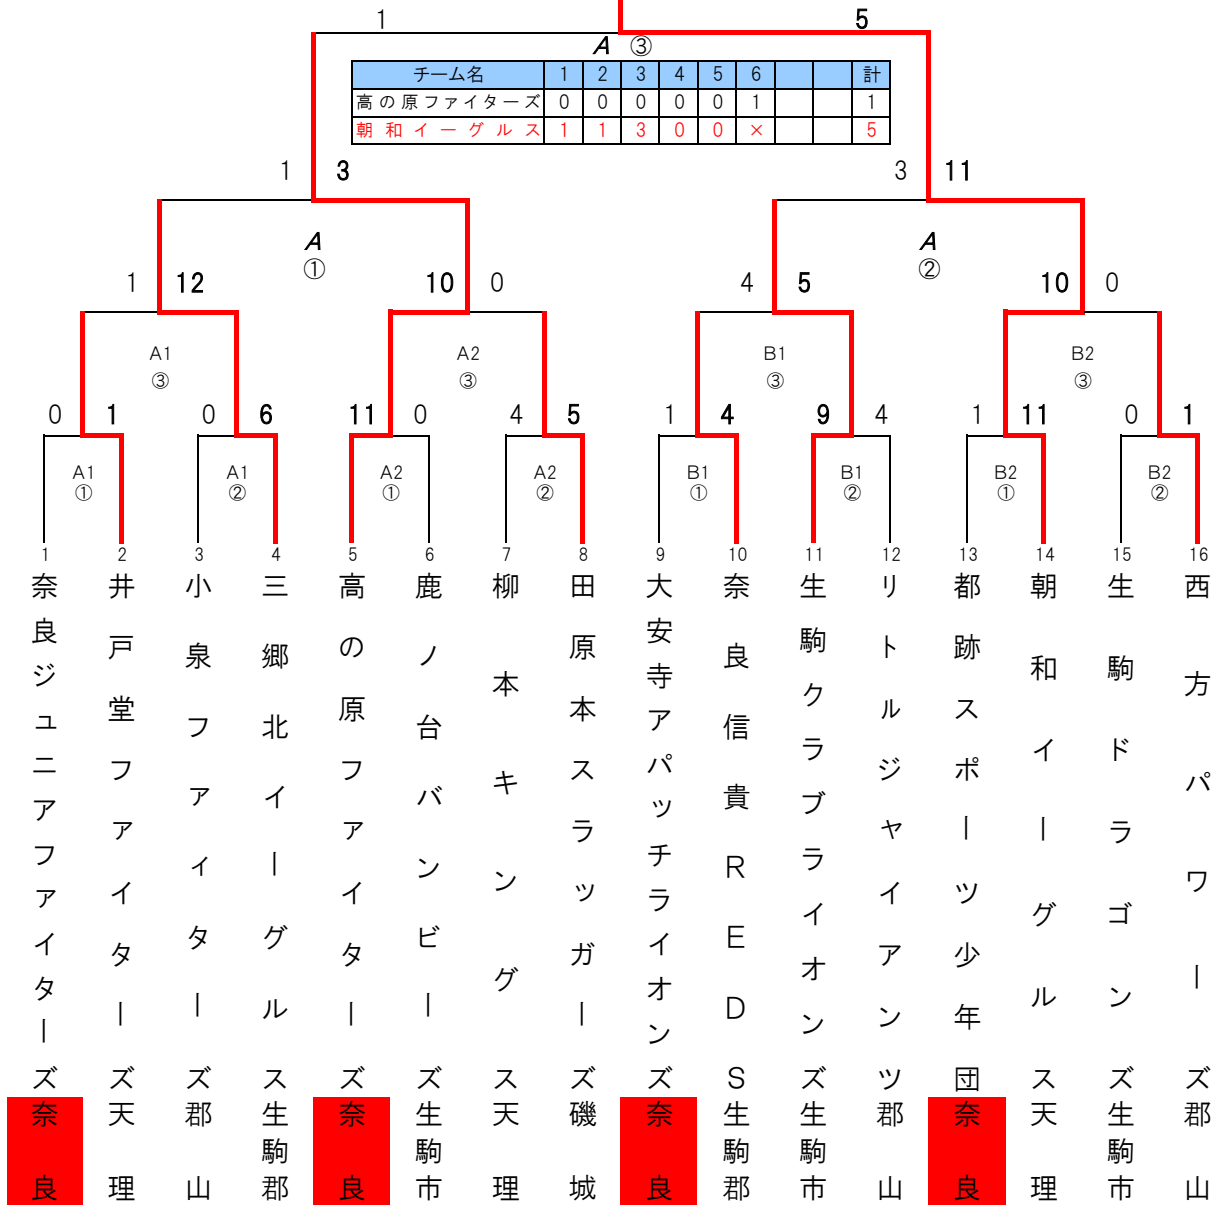 1 5
A ③
チーム名 1 2 3 4 5 6 計
高の原ファイターズ 0 0 0 0 0 1 1
朝和イーグルス 1 1 3 0 0 × 5
1 3 3 11
A A
① ②
1 12 10 0 4 5 10 0
A1 A2 B1 B2
③ ③ ③ ③
0 1 0 6 11 0 4 5 1 4 9 4 1 11 0 1
A1 A1 A2 A2 B1 B1 B2 B2
① ② ① ② ① ② ① ②
1 2 3 4 5 6 7 8 9 10 11 12 13 14 15 16
奈良ジュニアファイターズ
井戸堂ファイターズ
小泉ファイターズ
三郷北イーグルス
高の原ファイターズ
鹿ノ台バンビーズ
柳本キングス
田原本スラッガーズ
大安寺アパッチライオンズ
奈良信貴REDS
生駒クラブライオンズ
リトルジャイアンツ
都跡スポーツ少年団
朝和イーグルス
生駒ドラゴンズ
西方パワーズ
奈良 天理 郡山 生駒郡 奈良 生駒市 天理 磯城 奈良 生駒郡 生駒市 郡山 奈良 天理 生駒市 郡山